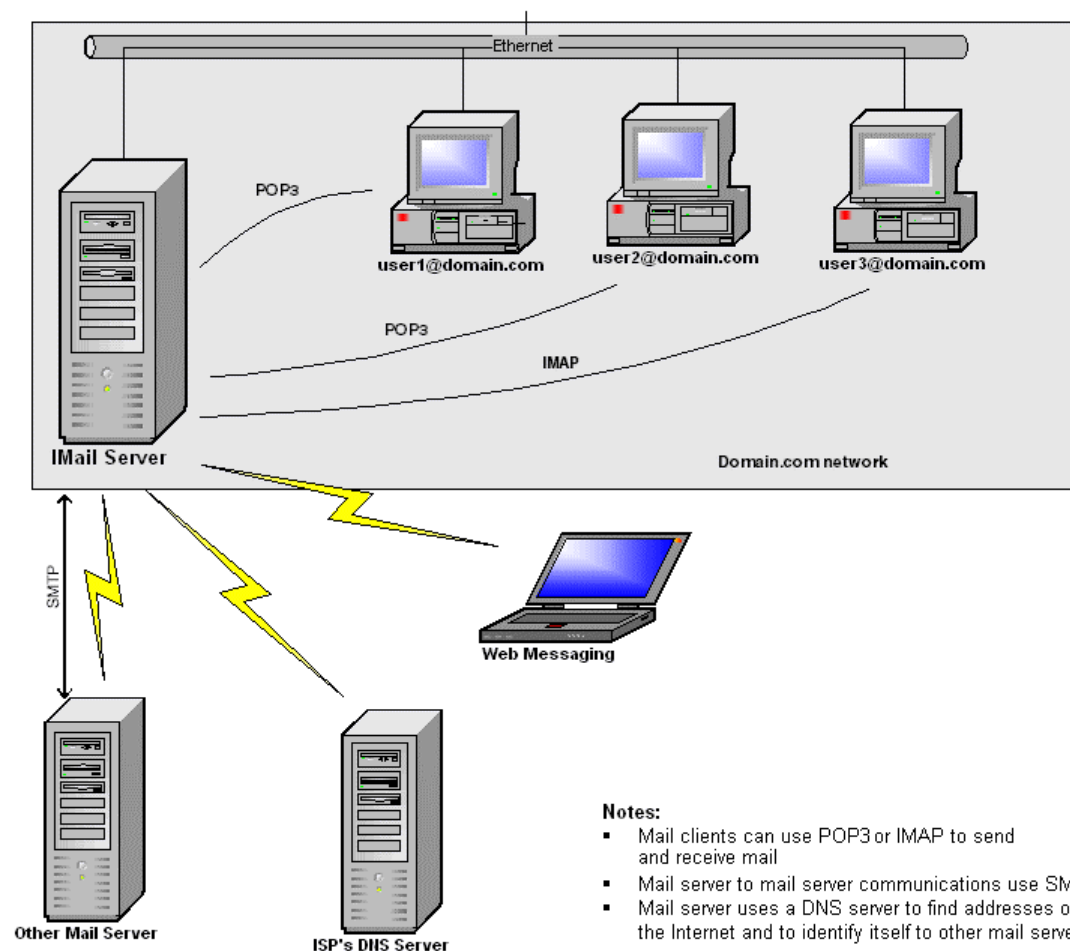 Ethernet
POP3
user1@domain.com
user2@domain.com
user3@domain.com
POP3
IMAP
IMail Server
Domain.com network
SMTP
Web Messaging
Other Mail Server
ISP's DNS Server
Notes:
▪ Mail clients can use POP3 or IMAP to send
and receive mail
▪ Mail server to mail server communications use
▪ Mail server uses a DNS server to find addresses
the Internet and to identify itself to other mail